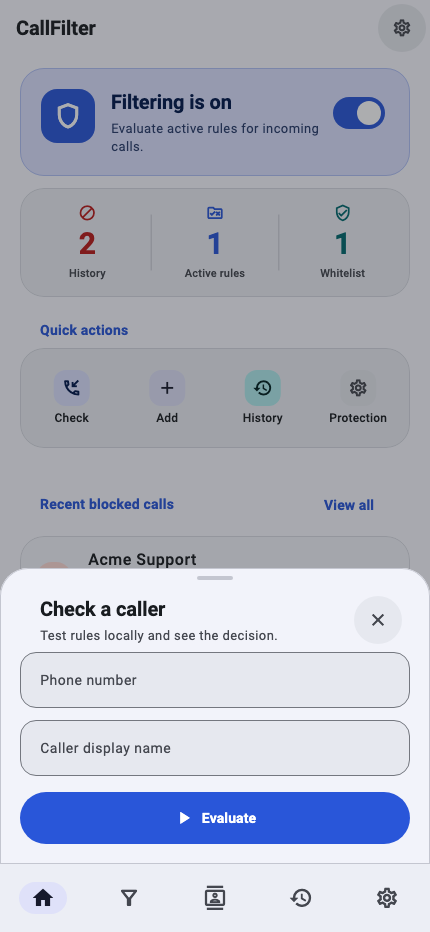 CallFilter
Filtering is on
Evaluate active rules for incoming
calls.
2
History
1
Active rules
1
Whitelist
Quick actions
Check
Add
History
Protection
Recent blocked calls
View all
Acme Support
Check a caller
Test rules locally and see the decision.
Phone number
Caller display name
Evaluate